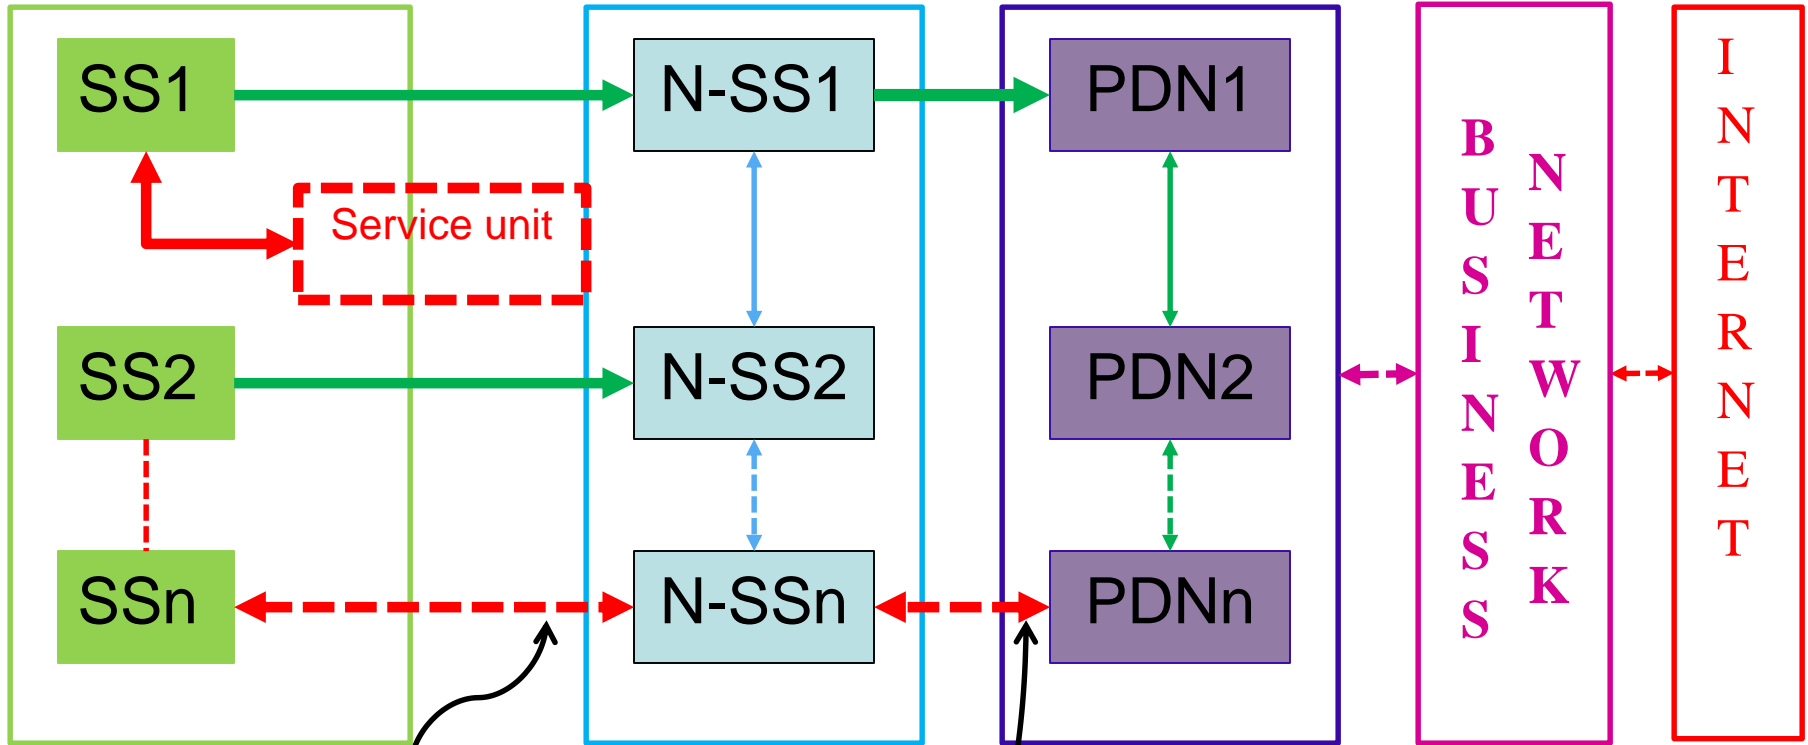 SS1
N-SS1
PDN1
Service unit
SS2
N-SS2
PDN2
SSn
N-SSn
PDNn
BUSINESS
NETWORK
INTERNET